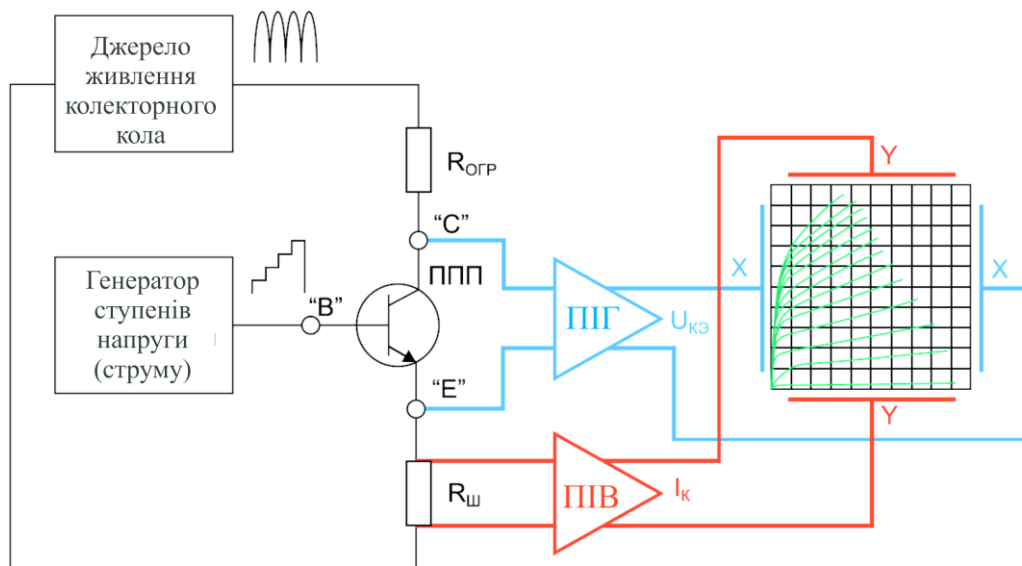 Джерело
живлення
колекторного
кола
R_ОГР
“C”
ППП
Генератор
ступенів
напруги
(струму)
“B”
“E”
R_Ш
ПІГ
U_КЭ
ПІВ
I_К
Y
X
X
Y